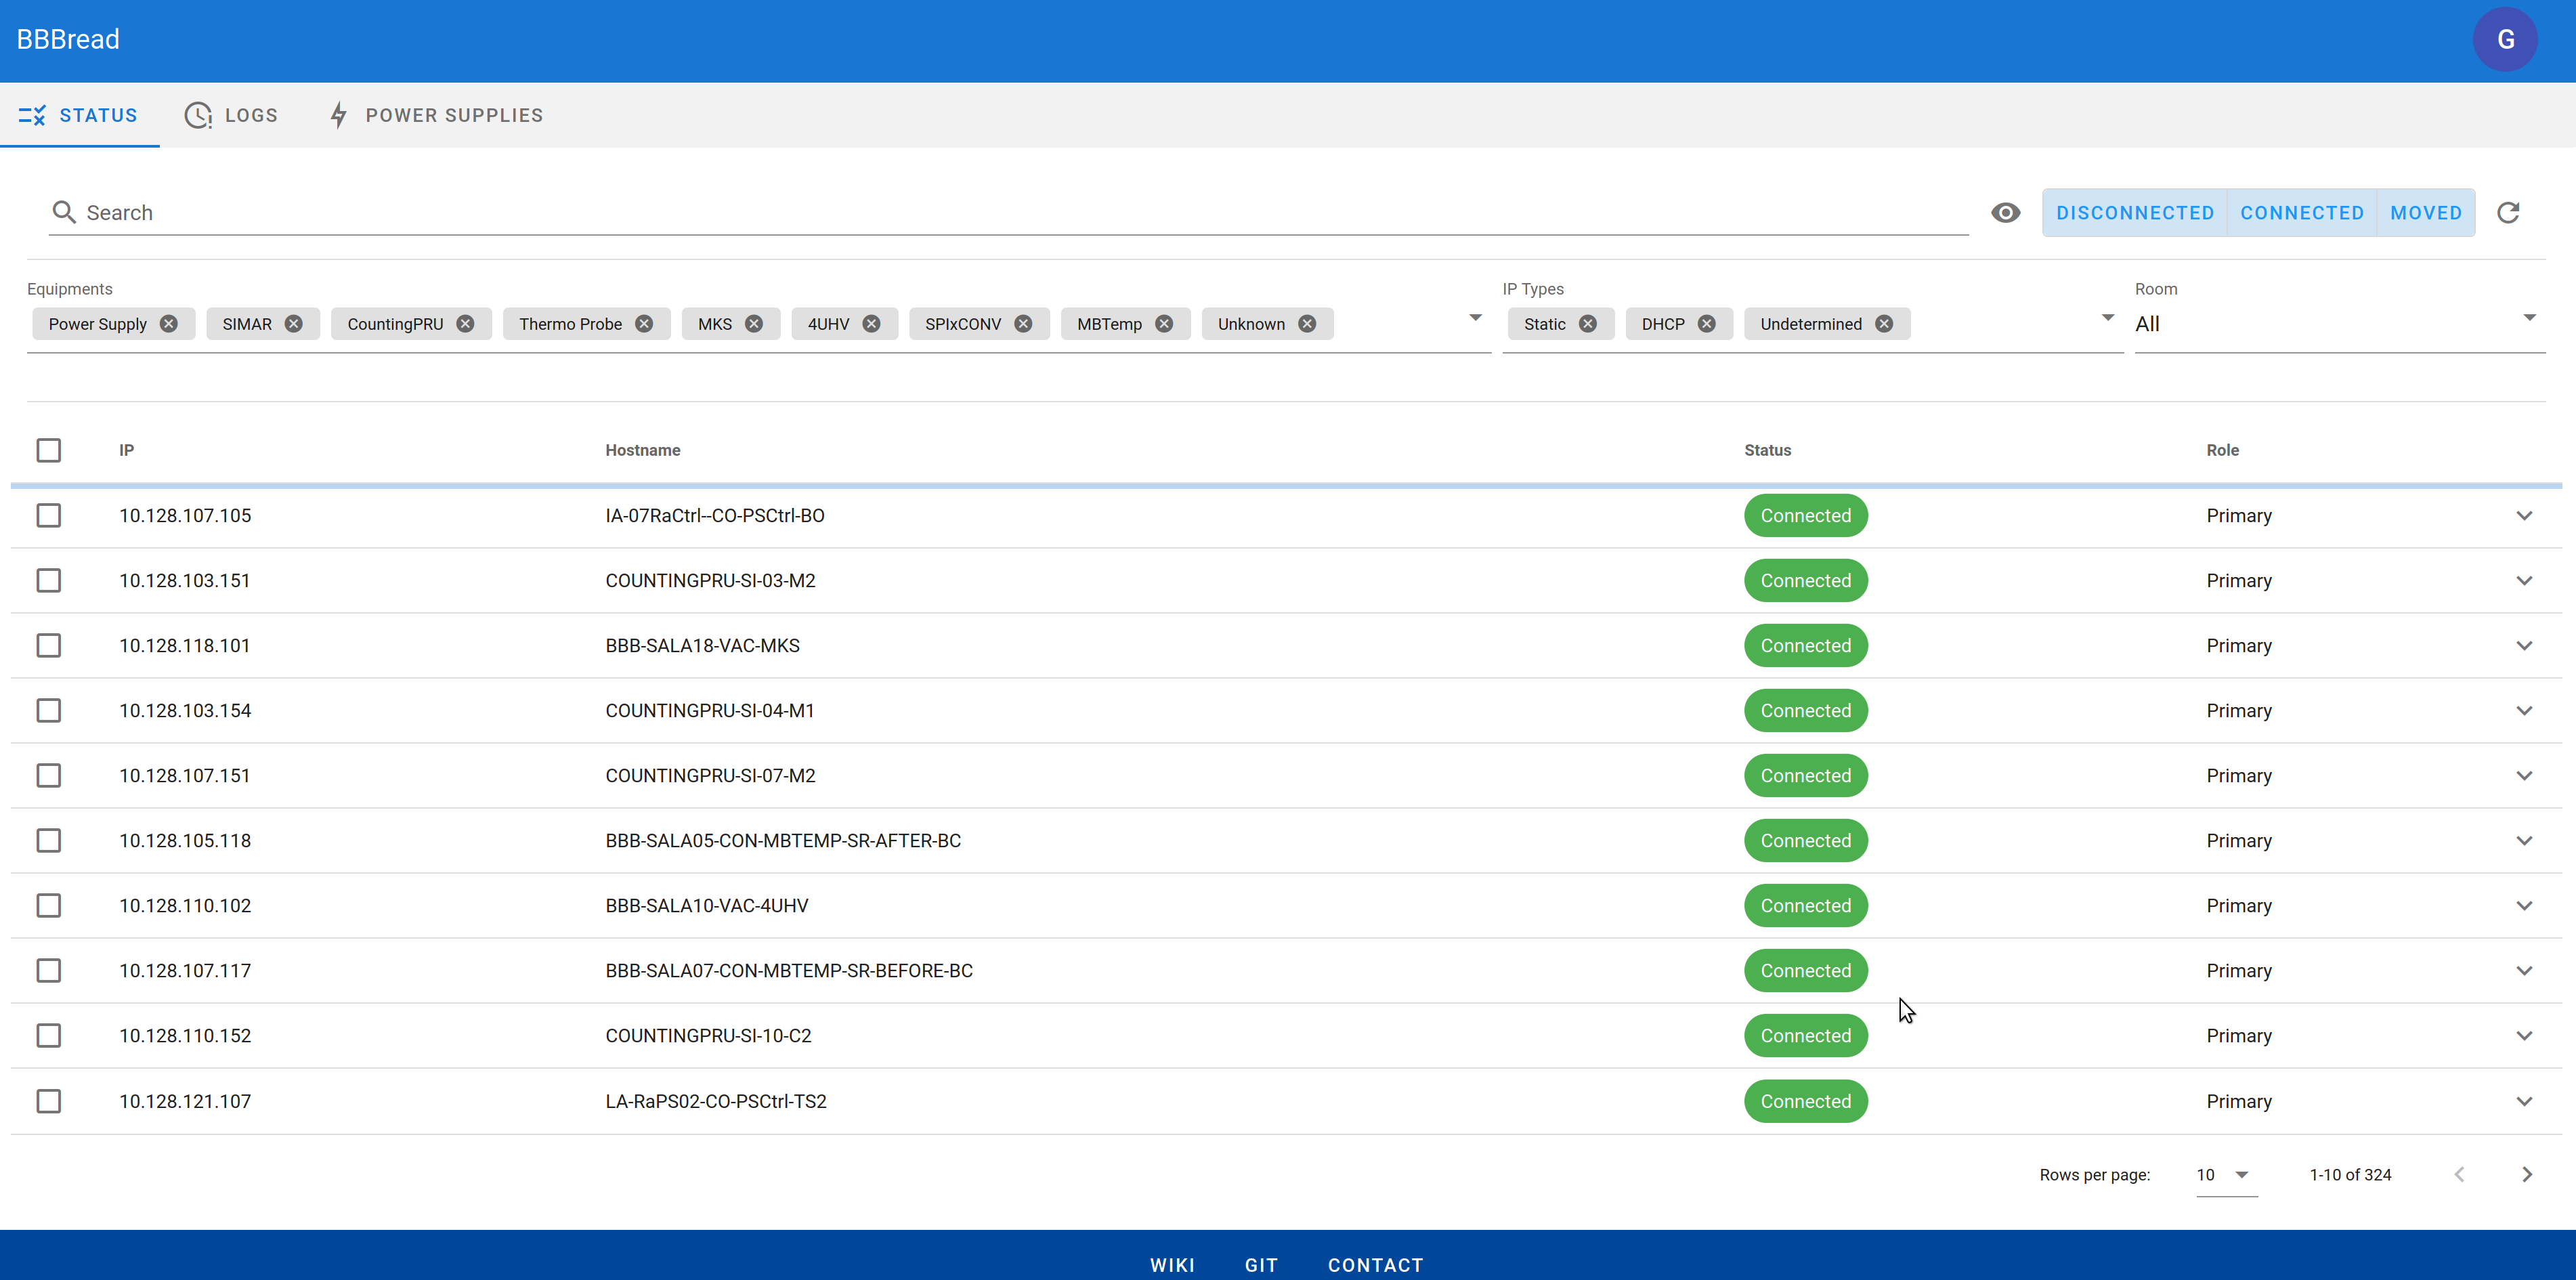 BBBread
G
STATUS LOGS POWER SUPPLIES
Search
DISCONNECTED CONNECTED MOVED
Equipments IP Types Room
Power Supply SIMAR CountingPRU Thermo Probe MKS 4UHV SPIxCONV MBTemp Unknown Static DHCP Undetermined All
IP Hostname Status Role
10.128.107.105 IA-07RaCtrl--CO-PSCtrl-BO Connected Primary
10.128.103.151 COUNTINGPRU-SI-03-M2 Connected Primary
10.128.118.101 BBB-SALA18-VAC-MKS Connected Primary
10.128.103.154 COUNTINGPRU-SI-04-M1 Connected Primary
10.128.107.151 COUNTINGPRU-SI-07-M2 Connected Primary
10.128.105.118 BBB-SALA05-CON-MBTEMP-SR-AFTER-BC Connected Primary
10.128.110.102 BBB-SALA10-VAC-4UHV Connected Primary
10.128.107.117 BBB-SALA07-CON-MBTEMP-SR-BEFORE-BC Connected Primary
10.128.110.152 COUNTINGPRU-SI-10-C2 Connected Primary
10.128.121.107 LA-RaPS02-CO-PSCtrl-TS2 Connected Primary
Rows per page: 10 1-10 of 324
WIKI GIT CONTACT